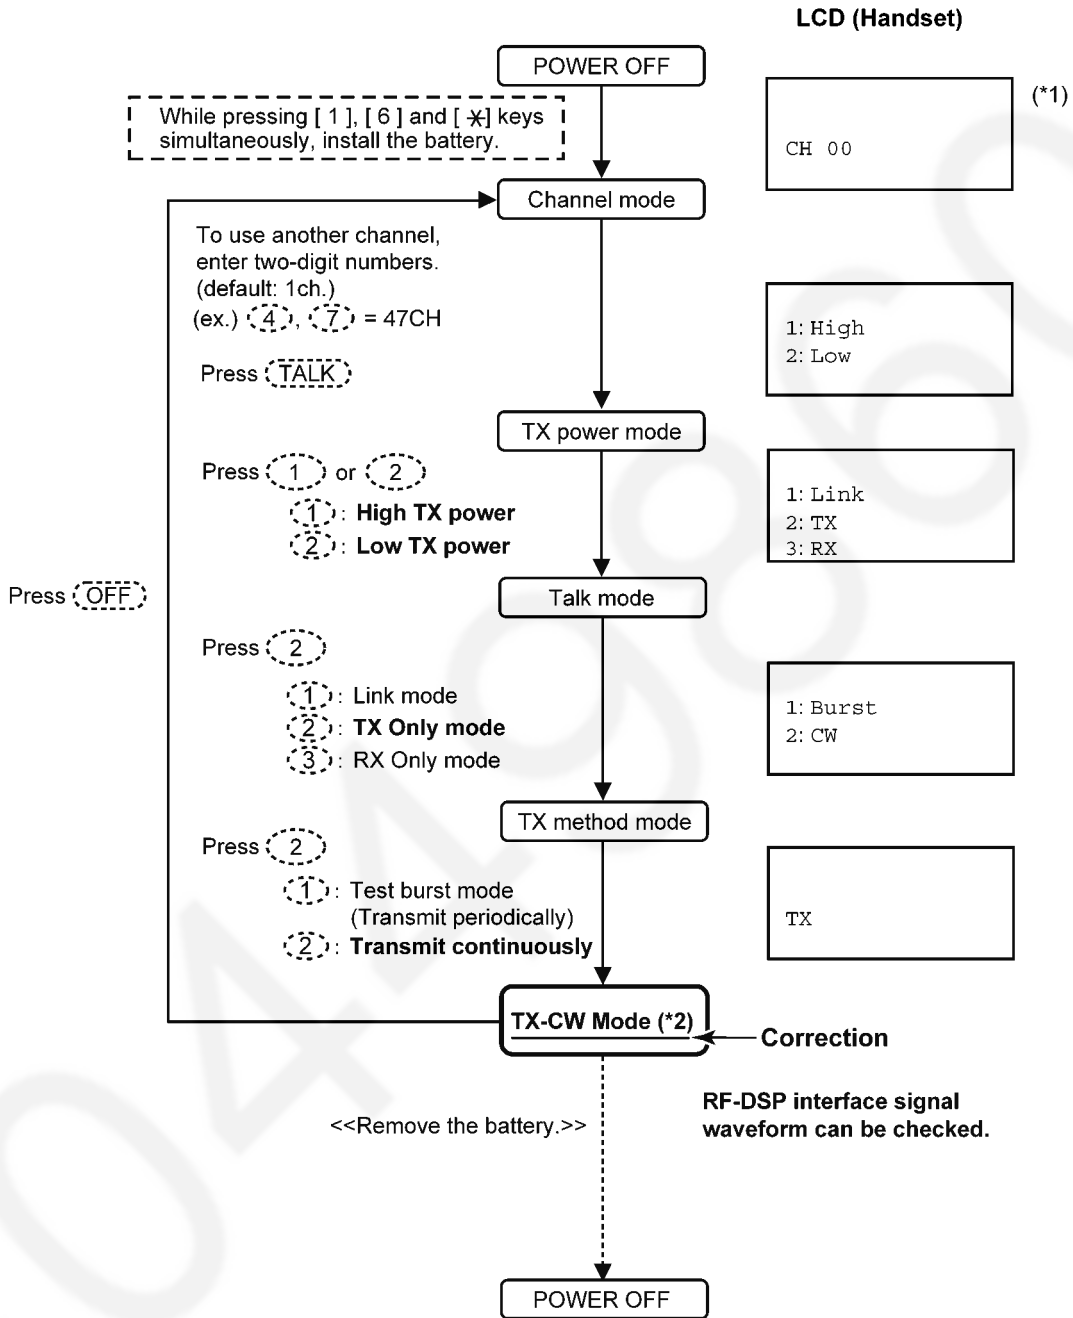 LCD (Handset)
POWER OFF
(*1)
While pressing [ 1 ], [ 6 ] and [ ✱] keys
simultaneously, install the battery.
CH 00
Channel mode
To use another channel,
enter two-digit numbers.
(default: 1ch.)
(ex.) 4 , 7 = 47CH
1: High
2: Low
Press TALK
TX power mode
Press 1 or 2
1 : High TX power
2 : Low TX power
1: Link
2: TX
3: RX
Press OFF
Talk mode
Press 2
1 : Link mode
2 : TX Only mode
3 : RX Only mode
1: Burst
2: CW
TX method mode
Press 2
1 : Test burst mode
(Transmit periodically)
2 : Transmit continuously
TX
TX-CW Mode (*2)
Correction
RF-DSP interface signal
waveform can be checked.
<<Remove the battery.>>
POWER OFF